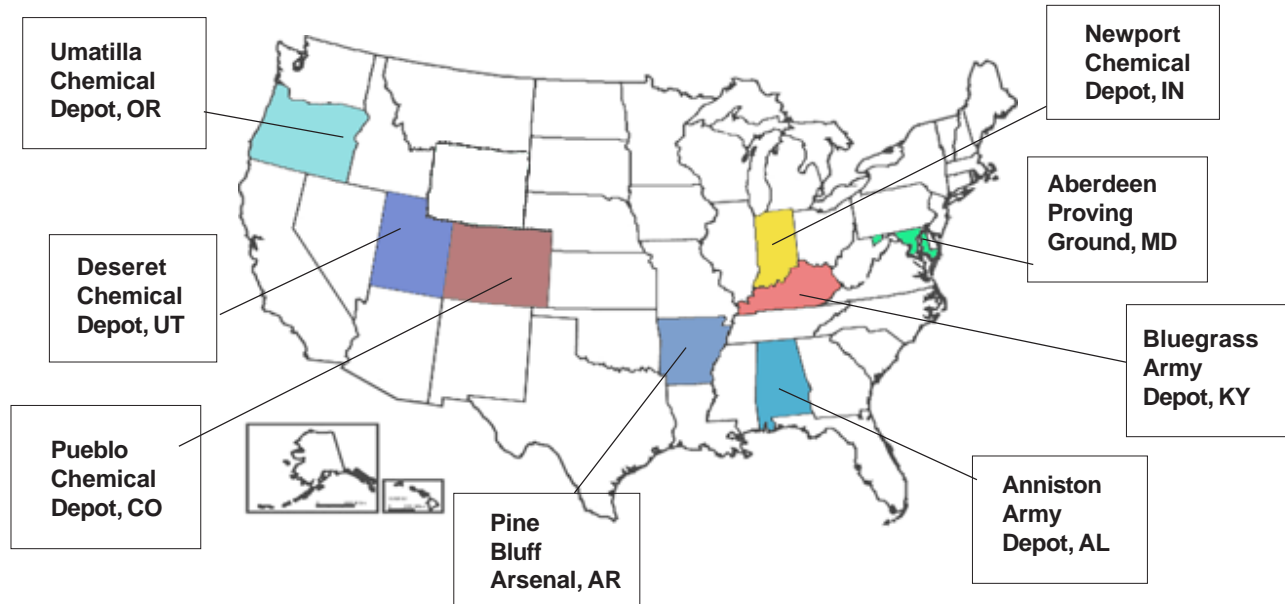 Umatilla
Chemical
Depot, OR
Newport
Chemical
Depot, IN
Aberdeen
Proving
Ground, MD
Deseret
Chemical
Depot, UT
Bluegrass
Army
Depot, KY
Pueblo
Chemical
Depot, CO
Pine
Bluff
Arsenal, AR
Anniston
Army
Depot, AL